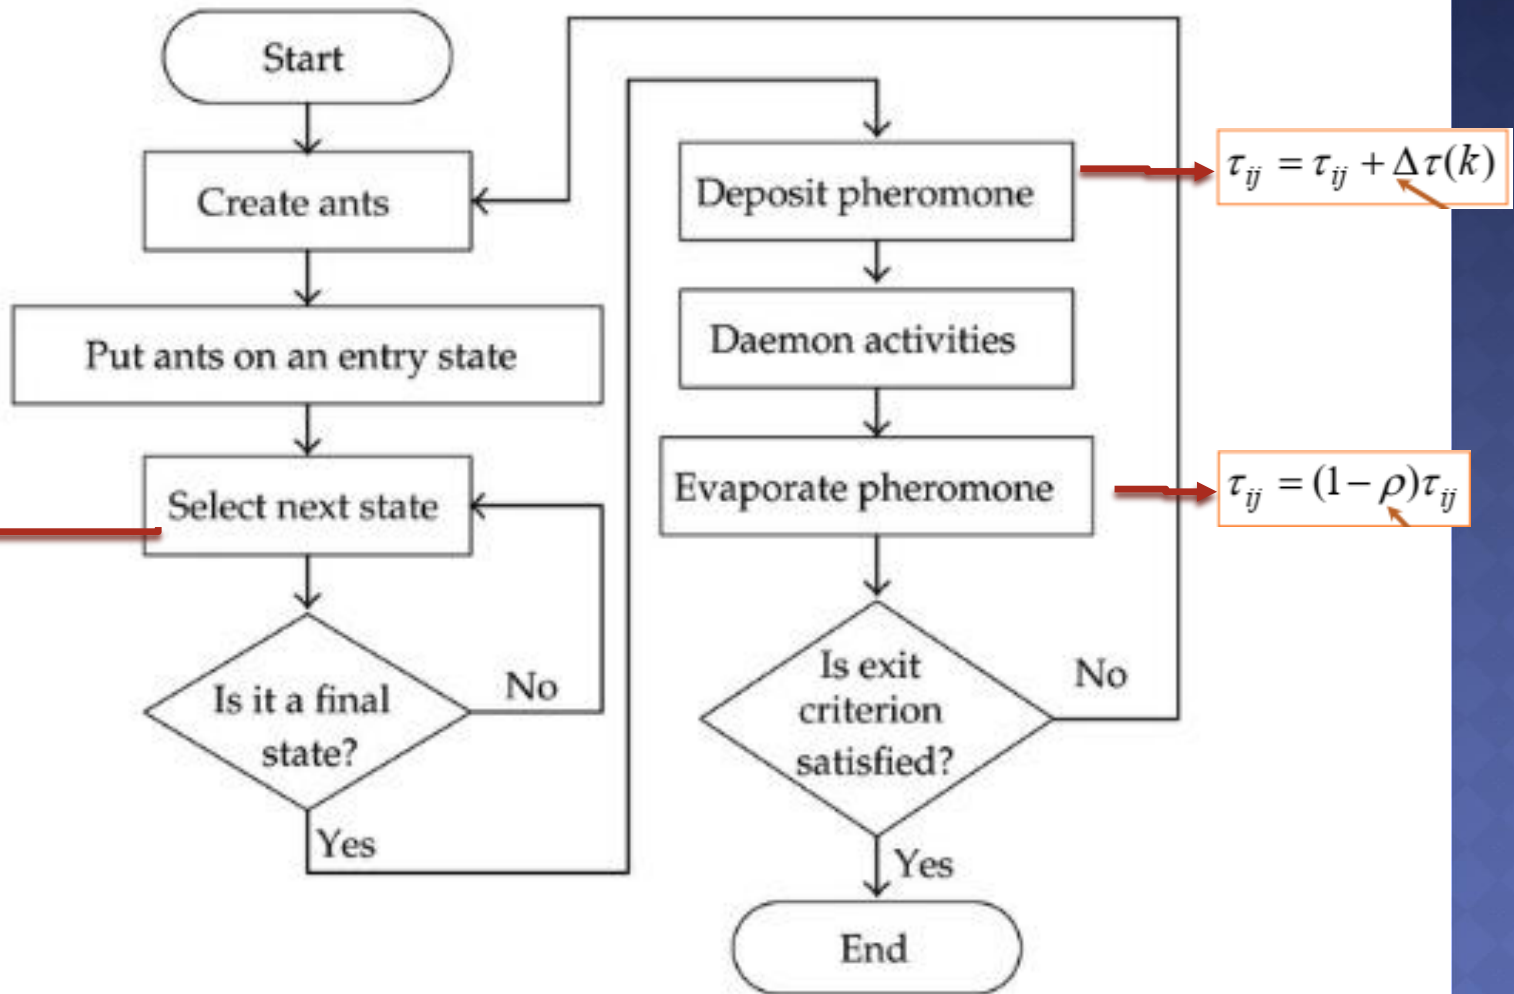 Start
Create ants
Put ants on an entry state
Select next state
Is it a final
state?
No
Yes
Deposit pheromone
τij = τij + Δτ(k)
Daemon activities
Evaporate pheromone
τij = (1−ρ)τij
Is exit
criterion
satisfied?
No
Yes
End